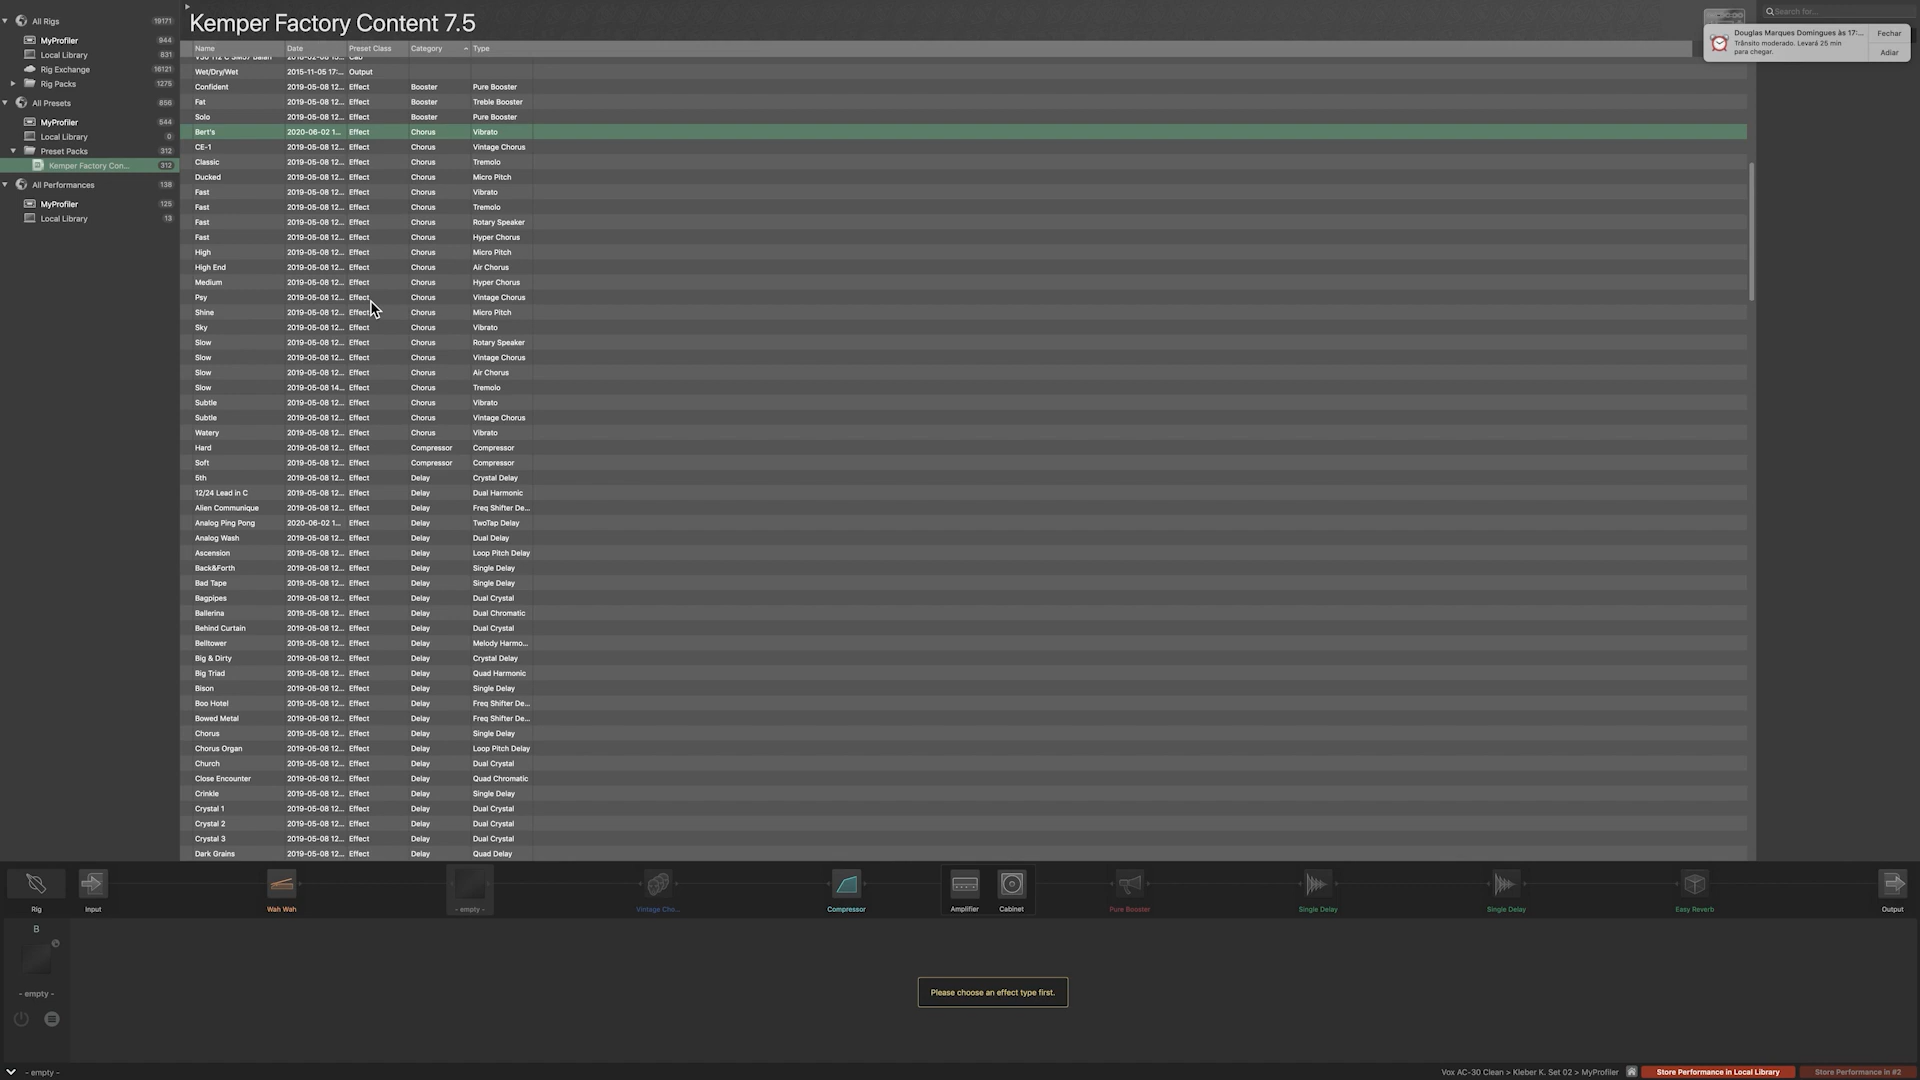 All Rigs 19171
MyProfiler 944
Local Library 831
Rig Exchange 16121
Rig Packs 1275
All Presets 856
MyProfiler 544
Local Library 0
Preset Packs 312
Kemper Factory Con... 312
All Performances 138
MyProfiler 125
Local Library 13
Kemper Factory Content 7.5
Name Date Preset Class Category Type
Wet/Dry/Wet 2015-11-05 17:... Output
Confident 2019-05-08 12... Effect Booster Pure Booster
Fat 2019-05-08 12... Effect Booster Treble Booster
Solo 2019-05-08 12... Effect Booster Pure Booster
Bert's 2020-06-02 1... Effect Chorus Vibrato
CE-1 2019-05-08 12... Effect Chorus Vintage Chorus
Classic 2019-05-08 12... Effect Chorus Tremolo
Ducked 2019-05-08 12... Effect Chorus Micro Pitch
Fast 2019-05-08 12... Effect Chorus Vibrato
Fast 2019-05-08 12... Effect Chorus Tremolo
Fast 2019-05-08 12... Effect Chorus Rotary Speaker
Fast 2019-05-08 12... Effect Chorus Hyper Chorus
High 2019-05-08 12... Effect Chorus Micro Pitch
High End 2019-05-08 12... Effect Chorus Air Chorus
Medium 2019-05-08 12... Effect Chorus Hyper Chorus
Psy 2019-05-08 12... Effect Chorus Vintage Chorus
Shine 2019-05-08 12... Effect Chorus Micro Pitch
Sky 2019-05-08 12... Effect Chorus Vibrato
Slow 2019-05-08 12... Effect Chorus Rotary Speaker
Slow 2019-05-08 12... Effect Chorus Vintage Chorus
Slow 2019-05-08 12... Effect Chorus Air Chorus
Slow 2019-05-08 14... Effect Chorus Tremolo
Subtle 2019-05-08 12... Effect Chorus Vibrato
Subtle 2019-05-08 12... Effect Chorus Vintage Chorus
Watery 2019-05-08 12... Effect Chorus Vibrato
Hard 2019-05-08 12... Effect Compressor Compressor
Soft 2019-05-08 12... Effect Compressor Compressor
5th 2019-05-08 12... Effect Delay Crystal Delay
12/24 Lead in C 2019-05-08 12... Effect Delay Dual Harmonic
Alien Communique 2019-05-08 12... Effect Delay Freq Shifter De...
Analog Ping Pong 2020-06-02 1... Effect Delay TwoTap Delay
Analog Wash 2019-05-08 12... Effect Delay Dual Delay
Ascension 2019-05-08 12... Effect Delay Loop Pitch Delay
Back&Forth 2019-05-08 12... Effect Delay Single Delay
Bad Tape 2019-05-08 12... Effect Delay Single Delay
Bagpipes 2019-05-08 12... Effect Delay Dual Crystal
Ballerina 2019-05-08 12... Effect Delay Dual Chromatic
Behind Curtain 2019-05-08 12... Effect Delay Dual Crystal
Belltower 2019-05-08 12... Effect Delay Melody Harmo...
Big & Dirty 2019-05-08 12... Effect Delay Crystal Delay
Big Triad 2019-05-08 12... Effect Delay Quad Harmonic
Bison 2019-05-08 12... Effect Delay Single Delay
Boo Hotel 2019-05-08 12... Effect Delay Freq Shifter De...
Bowed Metal 2019-05-08 12... Effect Delay Freq Shifter De...
Chorus 2019-05-08 12... Effect Delay Single Delay
Chorus Organ 2019-05-08 12... Effect Delay Loop Pitch Delay
Church 2019-05-08 12... Effect Delay Dual Crystal
Close Encounter 2019-05-08 12... Effect Delay Quad Chromatic
Crinkle 2019-05-08 12... Effect Delay Single Delay
Crystal 1 2019-05-08 12... Effect Delay Dual Crystal
Crystal 2 2019-05-08 12... Effect Delay Dual Crystal
Crystal 3 2019-05-08 12... Effect Delay Dual Crystal
Dark Grains 2019-05-08 12... Effect Delay Quad Delay
Search for...
Douglas Marques Domingues às 17:... Fechar
Trânsito moderado. Levará 25 min
para chegar. Adiar
Rig Input Wah Wah - empty - Vintage Cho... Compressor Amplifier Cabinet Pure Booster Single Delay Single Delay Easy Reverb Output
B
- empty -
Please choose an effect type first.
- empty - Vox AC-30 Clean > Kleber K. Set 02 > MyProfiler Store Performance in Local Library Store Performance in #2